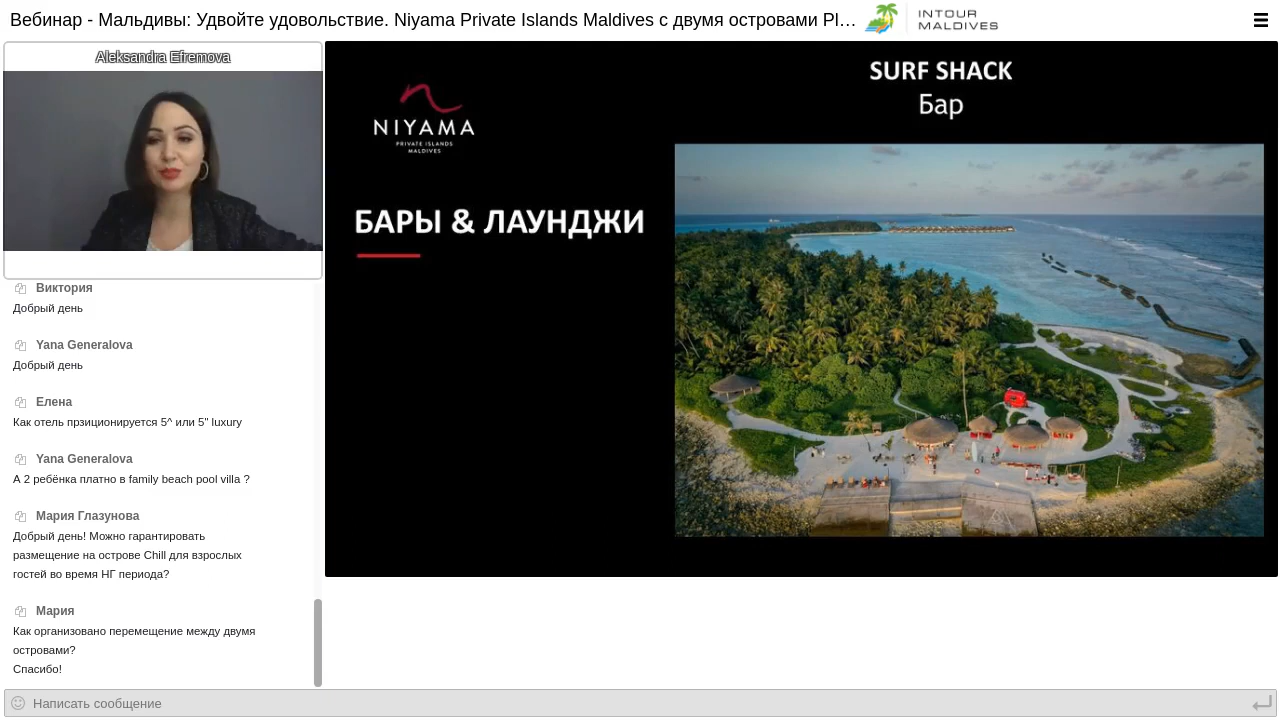 Вебинар - Мальдивы: Удвойте удовольствие. Niyama Private Islands Maldives с двумя островами Pl…
INTOUR
MALDIVES
Aleksandra Efremova
Виктория
Добрый день
Yana Generalova
Добрый день
Елена
Как отель прзиционируется 5^ или 5" luxury
Yana Generalova
А 2 ребёнка платно в family beach pool villa ?
Мария Глазунова
Добрый день! Можно гарантировать
размещение на острове Chill для взрослых
гостей во время НГ периода?
Мария
Как организовано перемещение между двумя
островами?
Спасибо!
Написать сообщение
NIYAMA
PRIVATE ISLANDS
MALDIVES
БАРЫ & ЛАУНДЖИ
SURF SHACK
Бар